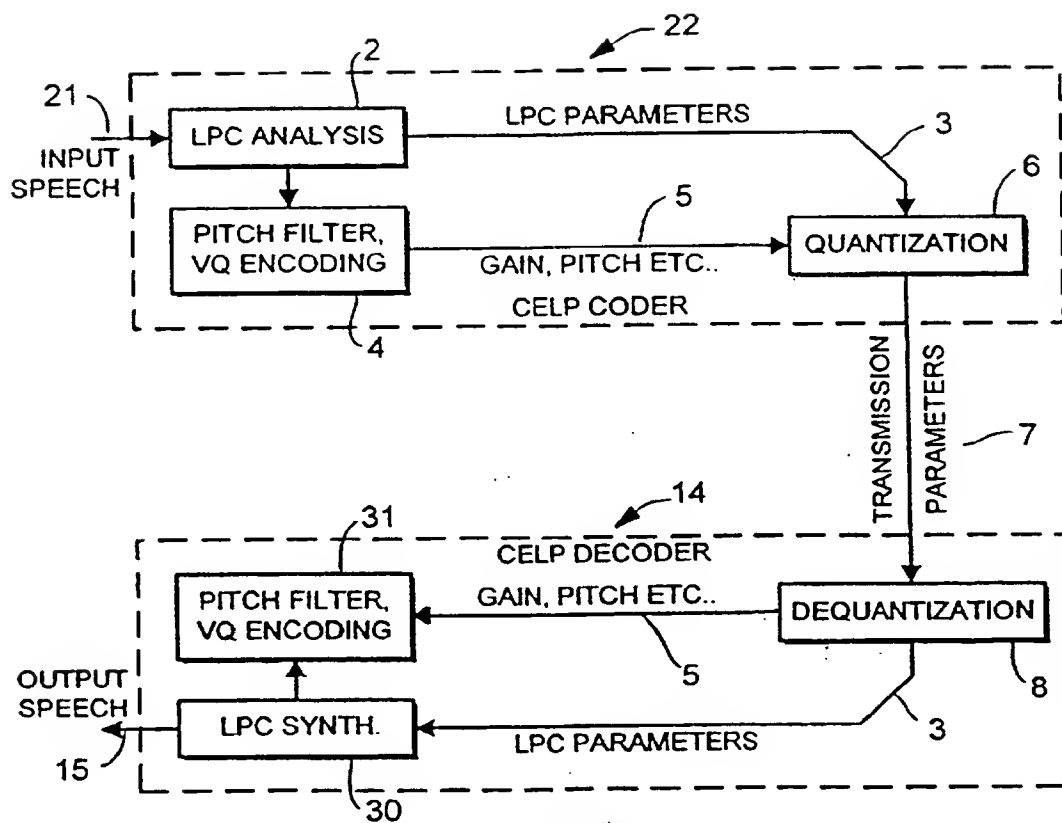 22
2
21
LPC ANALYSIS
LPC PARAMETERS
3
INPUT
SPEECH
6
5
PITCH FILTER,
VQ ENCODING
QUANTIZATION
GAIN, PITCH ETC..
CELP CODER
4
TRANSMISSION
PARAMETERS
7
14
31
CELP DECODER
PITCH FILTER,
VQ ENCODING
GAIN, PITCH ETC..
DEQUANTIZATION
5
8
OUTPUT
SPEECH
LPC SYNTH.
3
LPC PARAMETERS
15
30